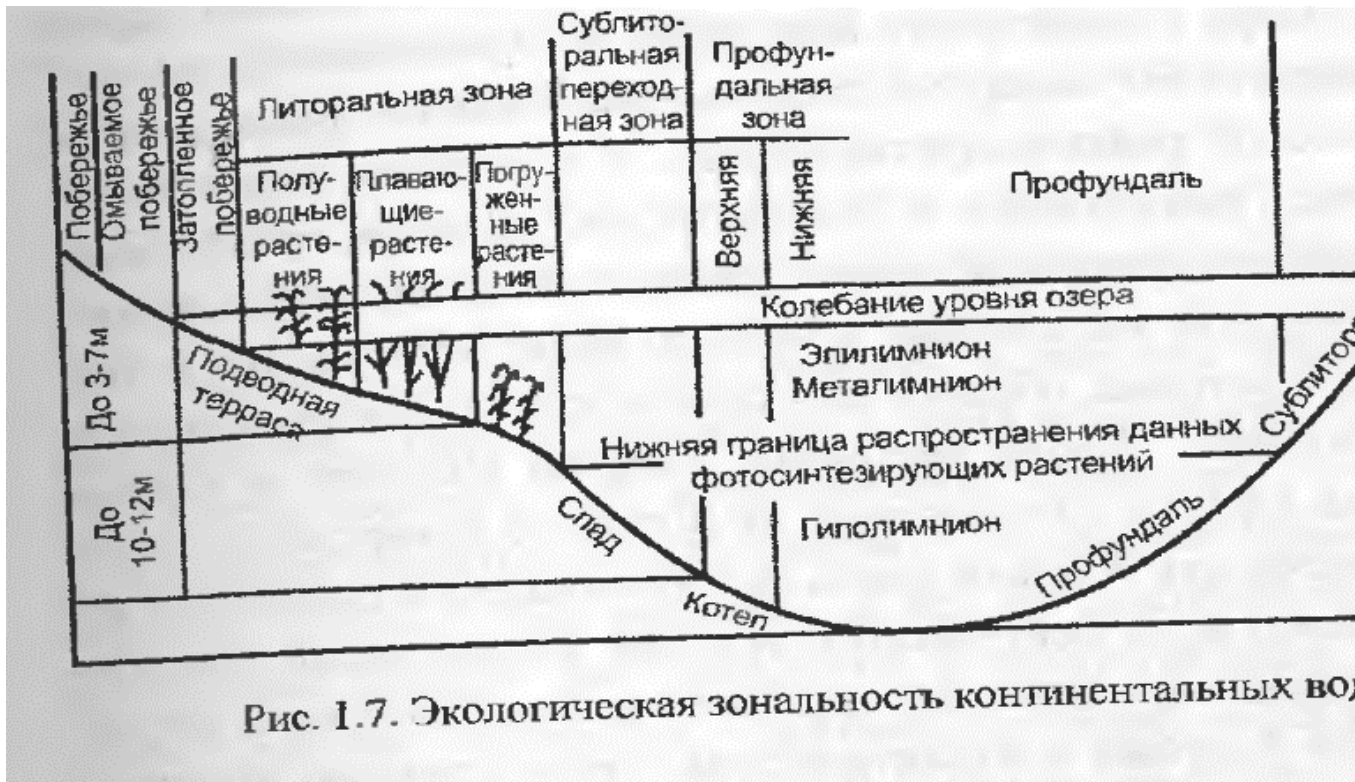 Побережье
Омываемое
побережье
Затопленное
побережье
Литоральная зона
Сублито-
ральная
переход-
ная зона
Профун-
дальная
зона
Полу-
водные
расте-
ния
Плаваю-
щие-
расте-
ния
Погру-
жен-
ные
расте-
ния
Верхняя
Нижняя
Профундаль
Колебание уровня озера
До 3-7м
Подводная
терраса
Эпилимнион
Металимнион
Сублитор
Нижняя граница распространения данных
фотосинтезирующих растений
До
10-12м
Спад
Гиполимнион
Профундаль
Котел
Рис. 1.7. Экологическая зональность континентальных вод